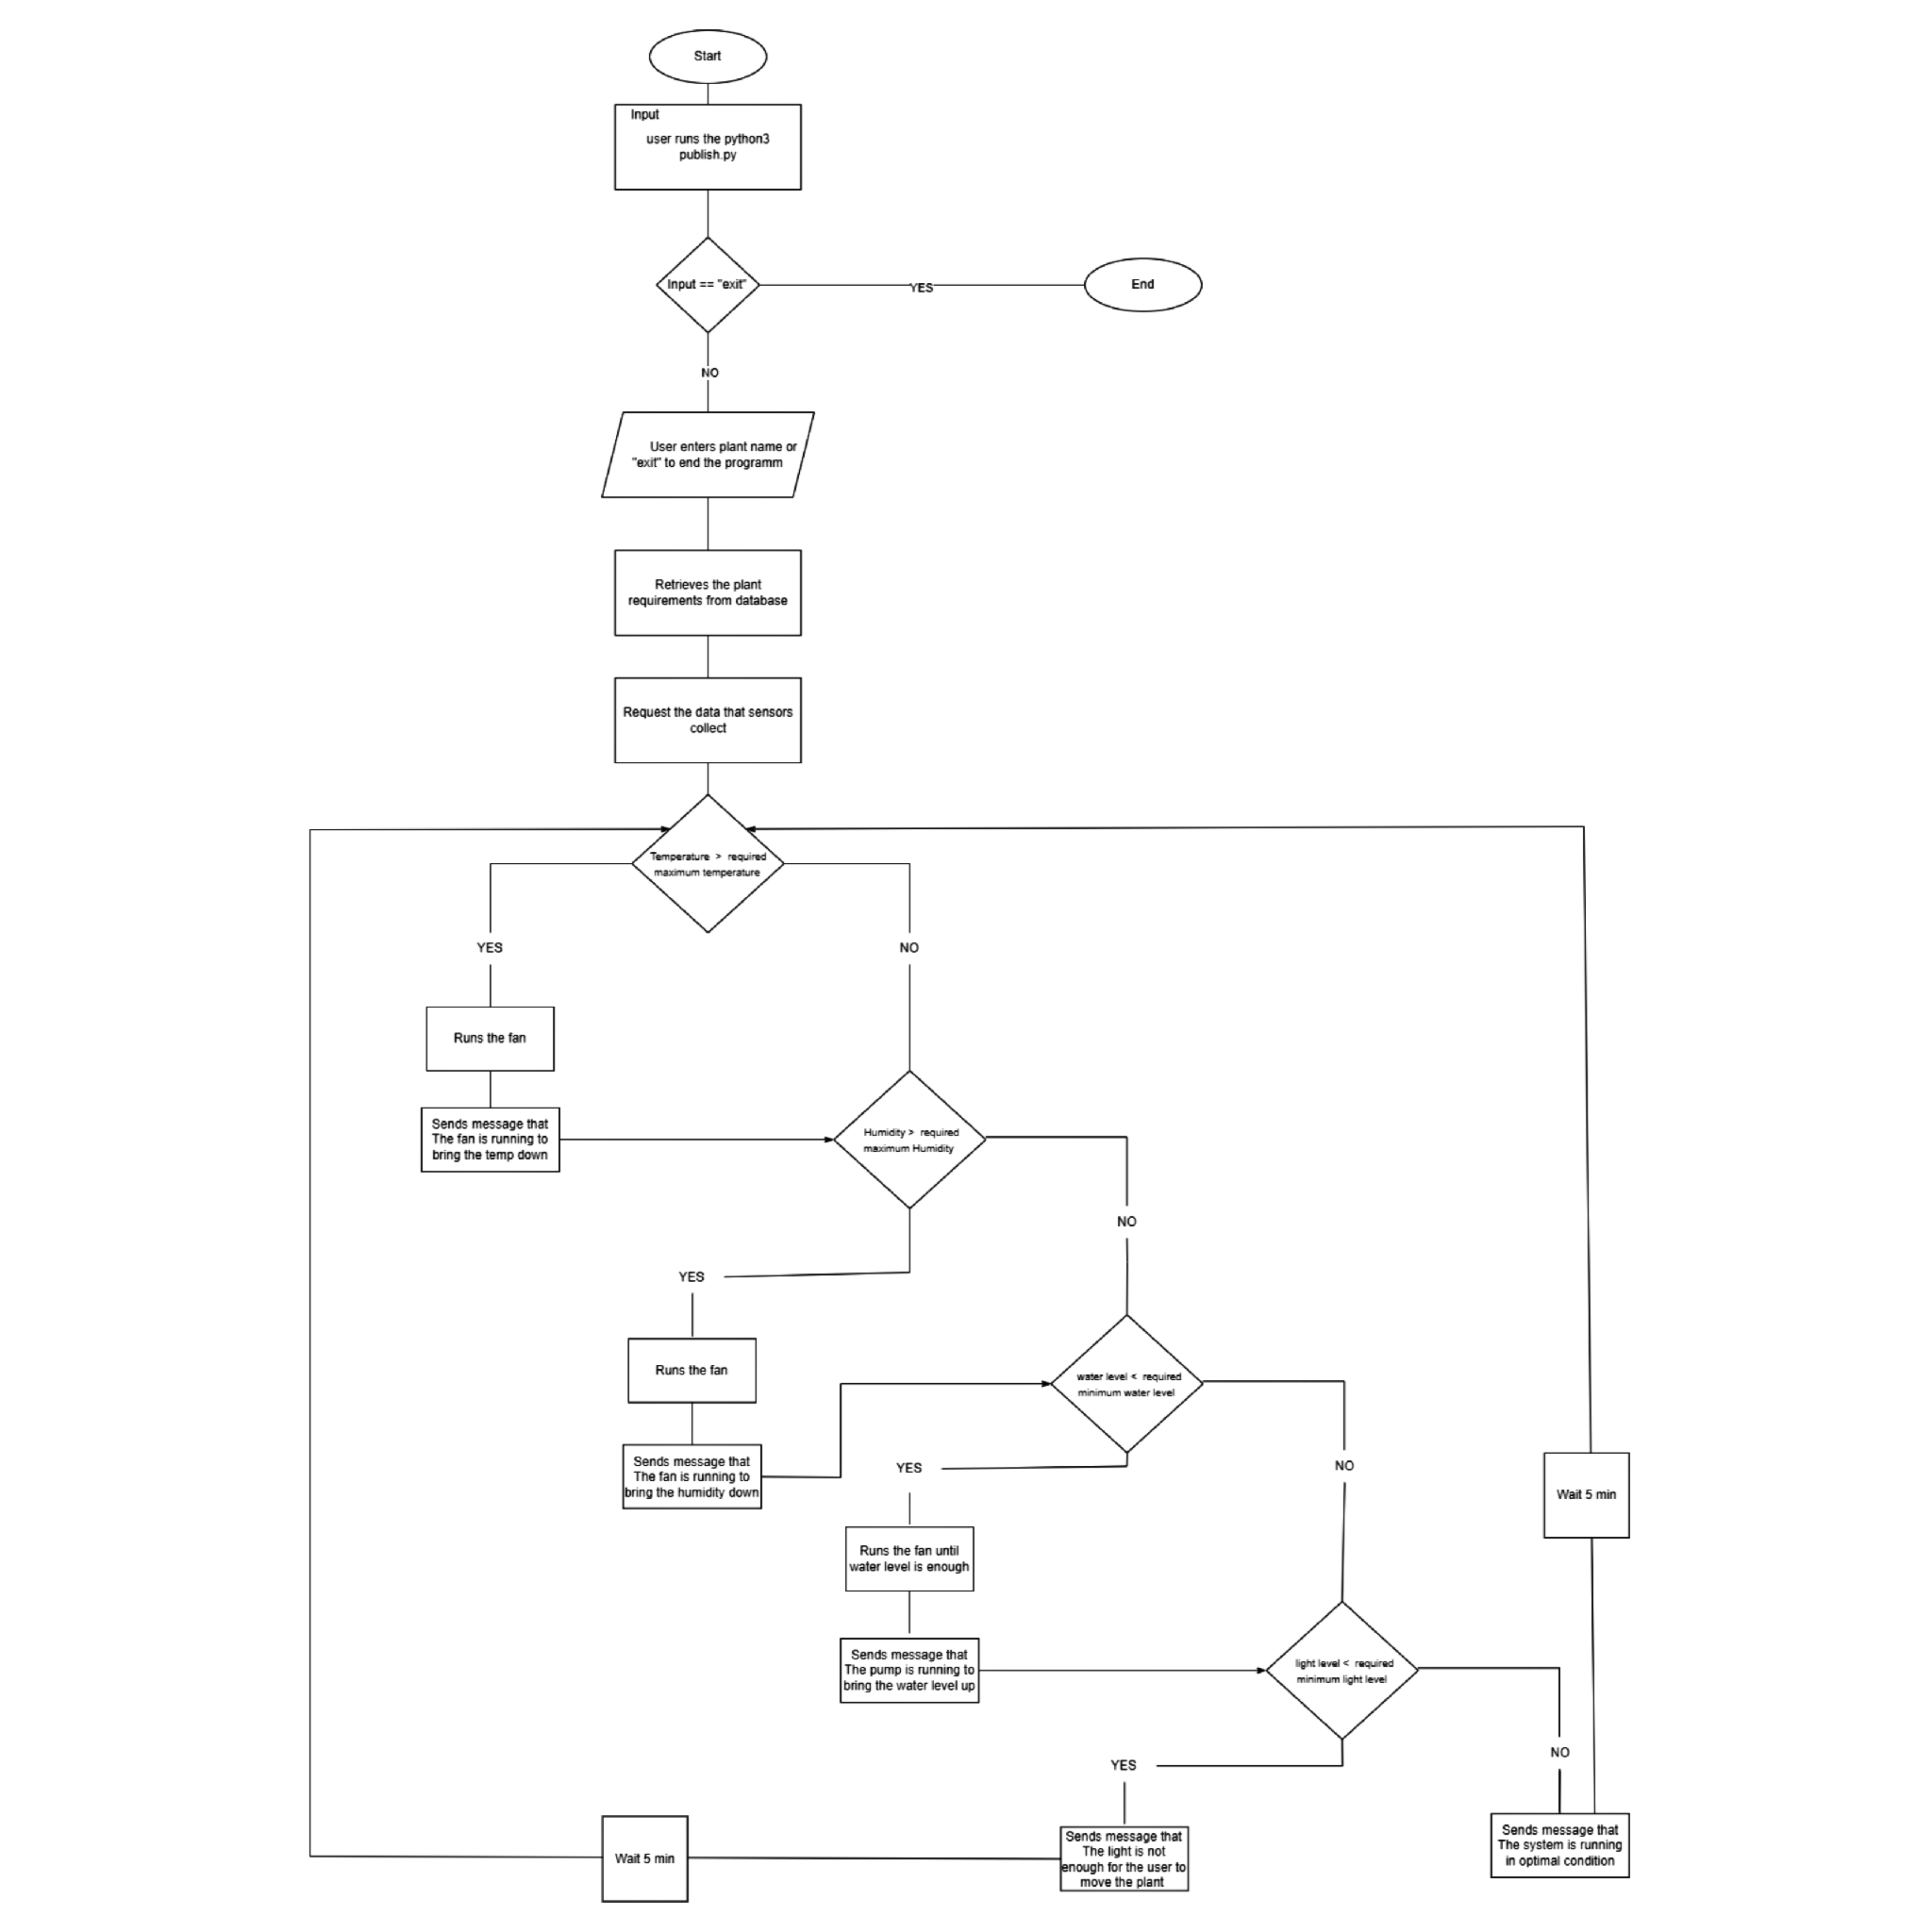 Start
Input
user runs the python3
publish.py
Input == "exit"
YES
End
NO
User enters plant name or
"exit" to end the programm
Retrieves the plant
requirements from database
Request the data that sensors
collect
Temperature > required
maximum temperature
YES
NO
Runs the fan
Sends message that
The fan is running to
bring the temp down
Humidity > required
maximum Humidity
NO
YES
Runs the fan
Sends message that
The fan is running to
bring the humidity down
water level < required
minimum water level
YES
NO
Wait 5 min
Runs the fan until
water level is enough
Sends message that
The pump is running to
bring the water level up
light level < required
minimum light level
NO
YES
Sends message that
The light is not
enough for the user to
move the plant
Wait 5 min
Sends message that
The system is running
in optimal condition